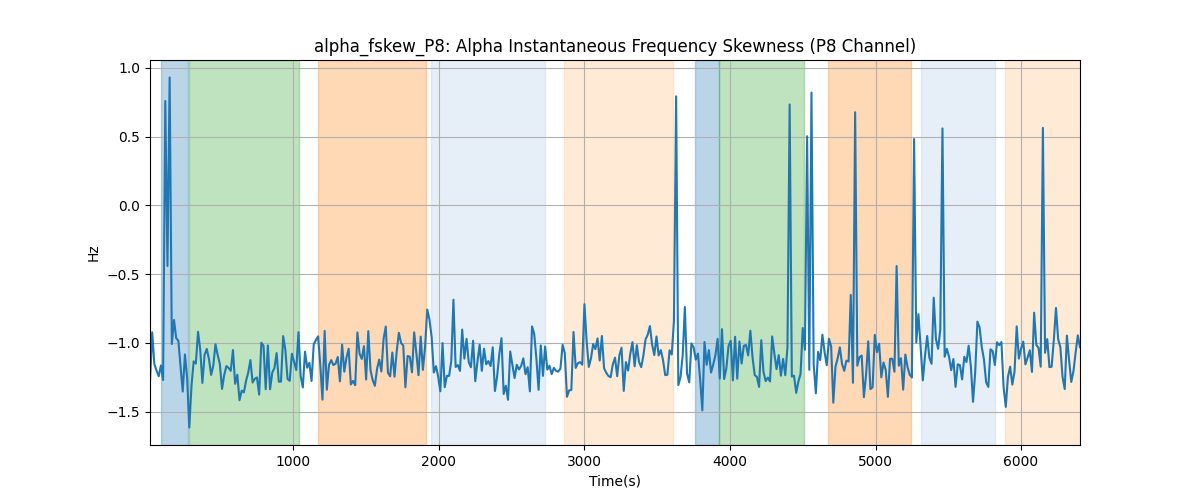 alpha_fskew_P8: Alpha Instantaneous Frequency Skewness (P8 Channel)
1.0
0.5
0.0
−0.5
−1.0
−1.5
Hz
1000 2000 3000 4000 5000 6000
Time(s)